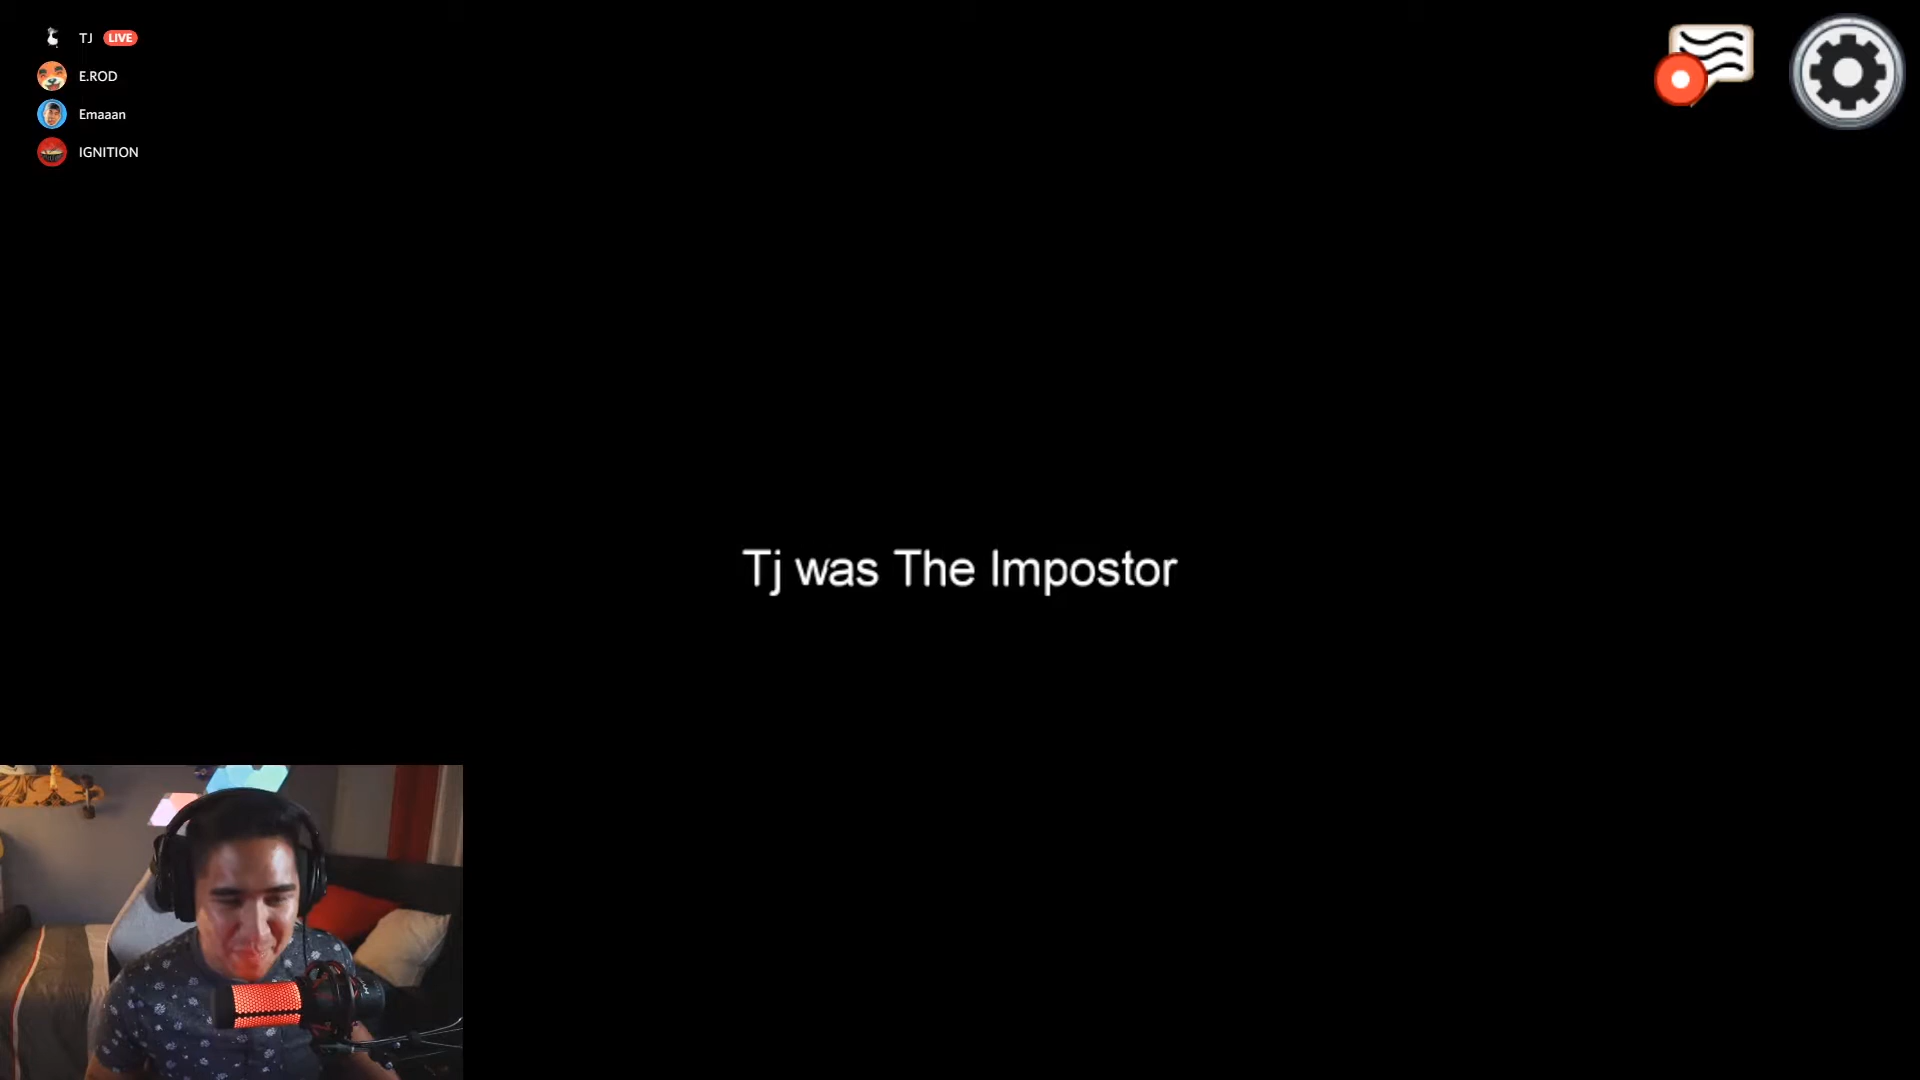 TJ LIVE
E.ROD
Emaaan
IGNITION
Tj was The Impostor